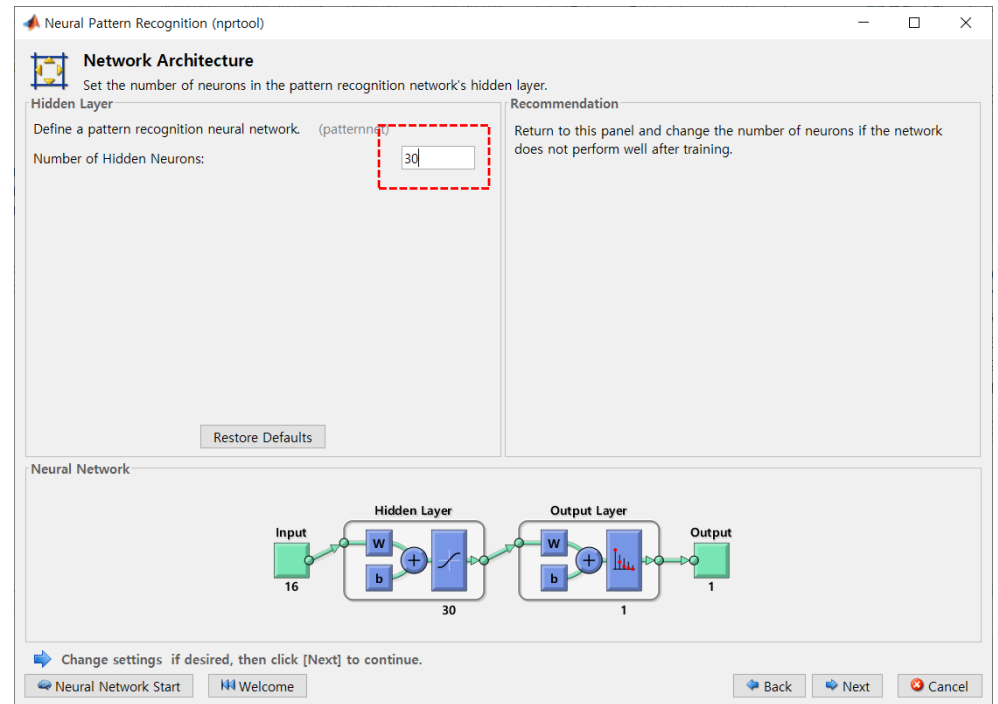 Neural Pattern Recognition (nprtool)
Network Architecture
Set the number of neurons in the pattern recognition network's hidden layer.
Hidden Layer
Define a pattern recognition neural network. (patternnet)
Number of Hidden Neurons: 30
Restore Defaults
Recommendation
Return to this panel and change the number of neurons if the network
does not perform well after training.
Neural Network
Hidden Layer
Output Layer
Input
Output
W
W
b
b
16
30
1
1
Change settings if desired, then click [Next] to continue.
Neural Network Start
Welcome
Back
Next
Cancel